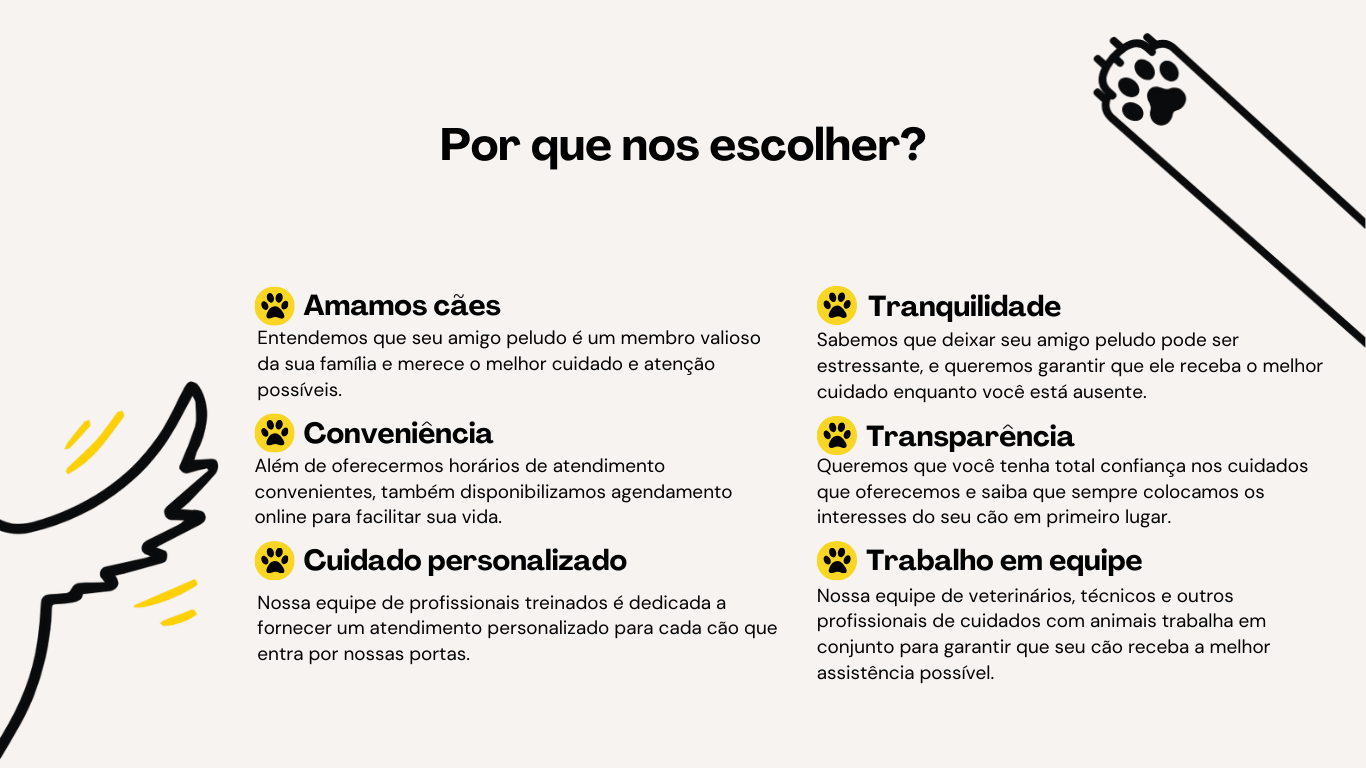 Por que nos escolher?
Amamos cães
Entendemos que seu amigo peludo é um membro valioso
da sua família e merece o melhor cuidado e atenção
possíveis.
Conveniência
Além de oferecermos horários de atendimento
convenientes, também disponibilizamos agendamento
online para facilitar sua vida.
Cuidado personalizado
Nossa equipe de profissionais treinados é dedicada a
fornecer um atendimento personalizado para cada cão que
entra por nossas portas.
Tranquilidade
Sabemos que deixar seu amigo peludo pode ser
estressante, e queremos garantir que ele receba o melhor
cuidado enquanto você está ausente.
Transparência
Queremos que você tenha total confiança nos cuidados
que oferecemos e saiba que sempre colocamos os
interesses do seu cão em primeiro lugar.
Trabalho em equipe
Nossa equipe de veterinários, técnicos e outros
profissionais de cuidados com animais trabalha em
conjunto para garantir que seu cão receba a melhor
assistência possível.